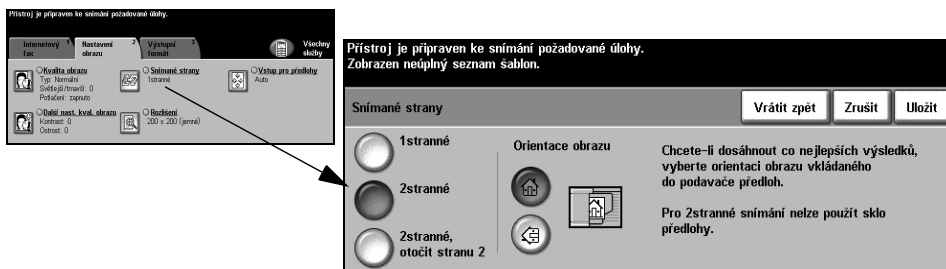 Přístroj je připraven ke snímání požadované úlohy.
Internetový fax 1
Nastavení obrazu 2
Výstupní formát 3
Všechny služby
Kvalita obrazu
Typ: Normální
Světlejší/tmavší: 0
Potlačení: zapnuto
Snímané strany
1stranné
Vstup pro předlohy
Auto
Další nast. kval. obrazu
Kontrast: 0
Ostrost: 0
Rozlišení
200 x 200 (jemné)
Přístroj je připraven ke snímání požadované úlohy.
Zobrazen neúplný seznam šablon.
Snímané strany
Vrátit zpět
Zrušit
Uložit
1stranné
2stranné
2stranné,
otočit stranu 2
Orientace obrazu
Chcete-li dosáhnout co nejlepších výsledků,
vyberte orientaci obrazu vkládaného
do podavače předloh.
Pro 2stranné snímání nelze použít sklo
předlohy.